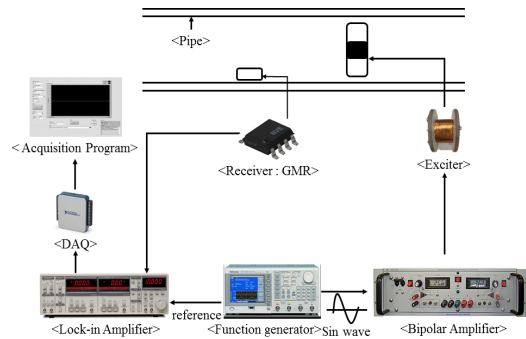 <Pipe>
< Acquisition Program>
<Receiver : GMR>
<Exciter>
<DAQ>
reference
Sin wave
<Lock-in Amplifier>
<Function generator>
<Bipolar Amplifier>